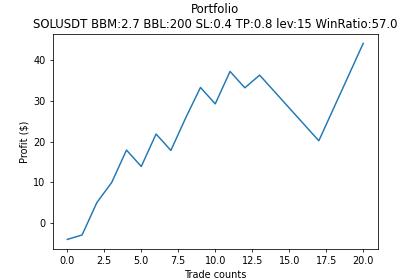 Portfolio
SOLUSDT BBM:2.7 BBL:200 SL:0.4 TP:0.8 lev:15 WinRatio:57.0
40
30
20
10
0
Profit ($)
0.0 2.5 5.0 7.5 10.0 12.5 15.0 17.5 20.0
Trade counts